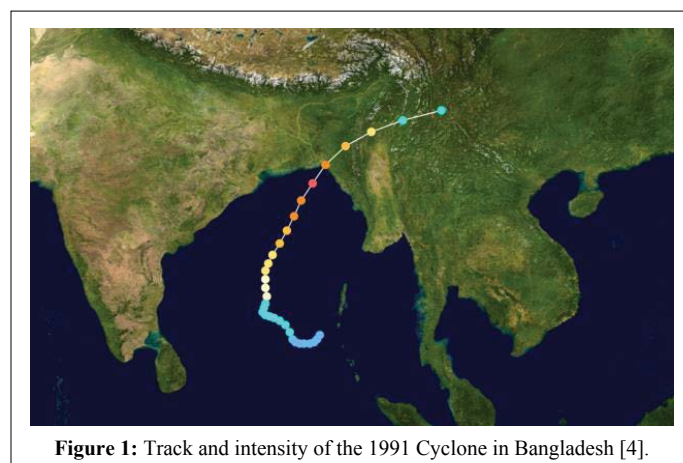 Figure 1: Track and intensity of the 1991 Cyclone in Bangladesh [4].